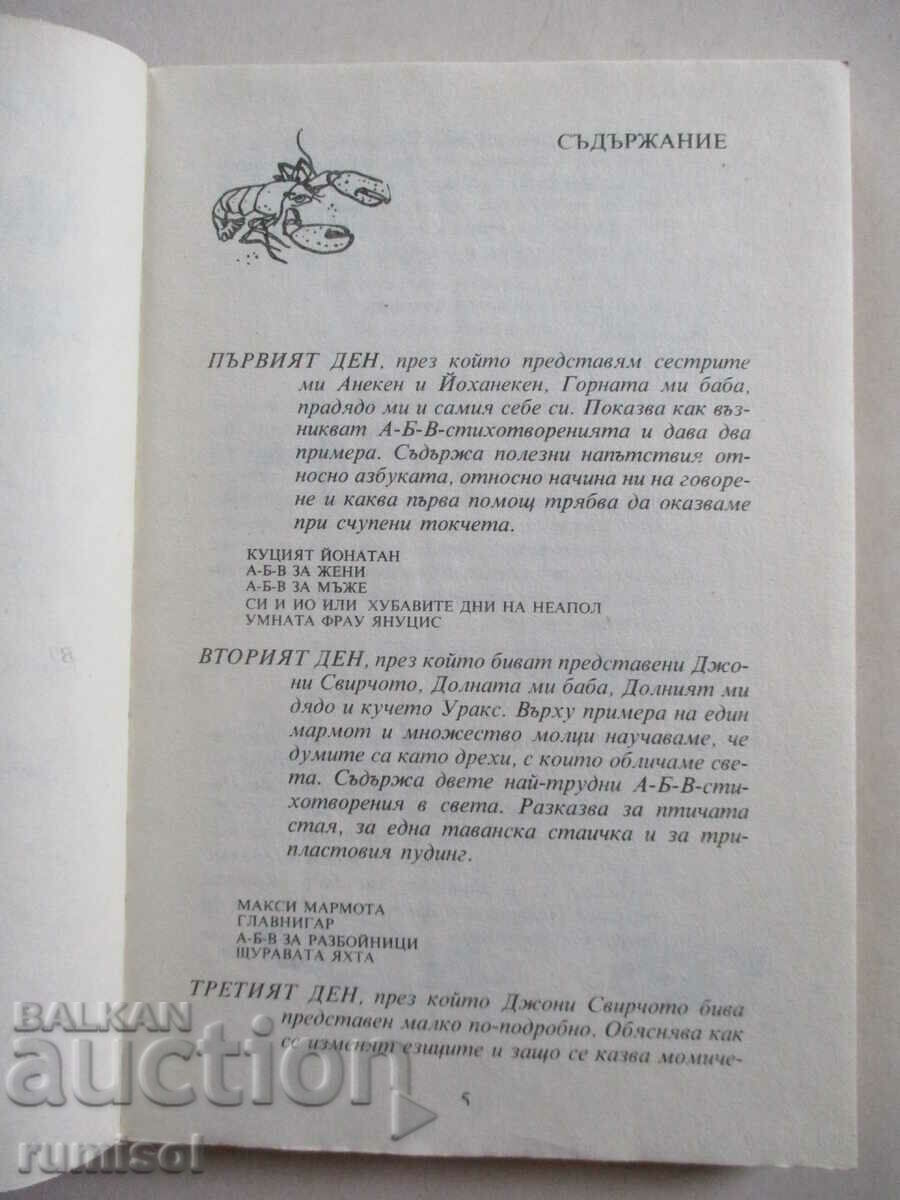 СЪДЪРЖАНИЕ
ПЪРВИЯТ ДЕН, през който представям сестрите
ми Анекен и Йоханекен, Горната ми баба,
прадядо ми и самия себе си. Показва как въз-
никват А-Б-В-стихотворенията и дава два
примера. Съдържа полезни напътствия от-
носно азбуката, относно начина ни на говоре-
не и каква първа помощ трябва да оказваме
при счупени токчета.
КУЦИЯТ ЙОНАТАН
А-Б-В ЗА ЖЕНИ
А-Б-В ЗА МЪЖЕ
СИ И ИО ИЛИ ХУБАВИТЕ ДНИ НА НЕАПОЛ
УМНАТА ФРАУ ЯНУЦИС
ВТОРИЯТ ДЕН, през който биват представени Джо-
ни Свирчото, Долната ми баба, Долният ми
дядо и кучето Уракс. Върху примера на един
мармот и множество молци научаваме, че
думите са като дрехи, с които обличаме све-
та. Съдържа двете най-трудни А-Б-В-сти-
хотворения в света. Разказва за птичата
стая, за една таванска стаичка и за три-
пластовия пудинг.
МАКСИ МАРМОТА
ГЛАВНИГАР
А-Б-В ЗА РАЗБОЙНИЦИ
ЩУРАВАТА ЯХТА
ТРЕТИЯТ ДЕН, през който Джони Свирчото бива
представен малко по-подробно. Обяснява как
се изменят езиците и защо се казва момиче-
5
BALKAN
auction
rumisol